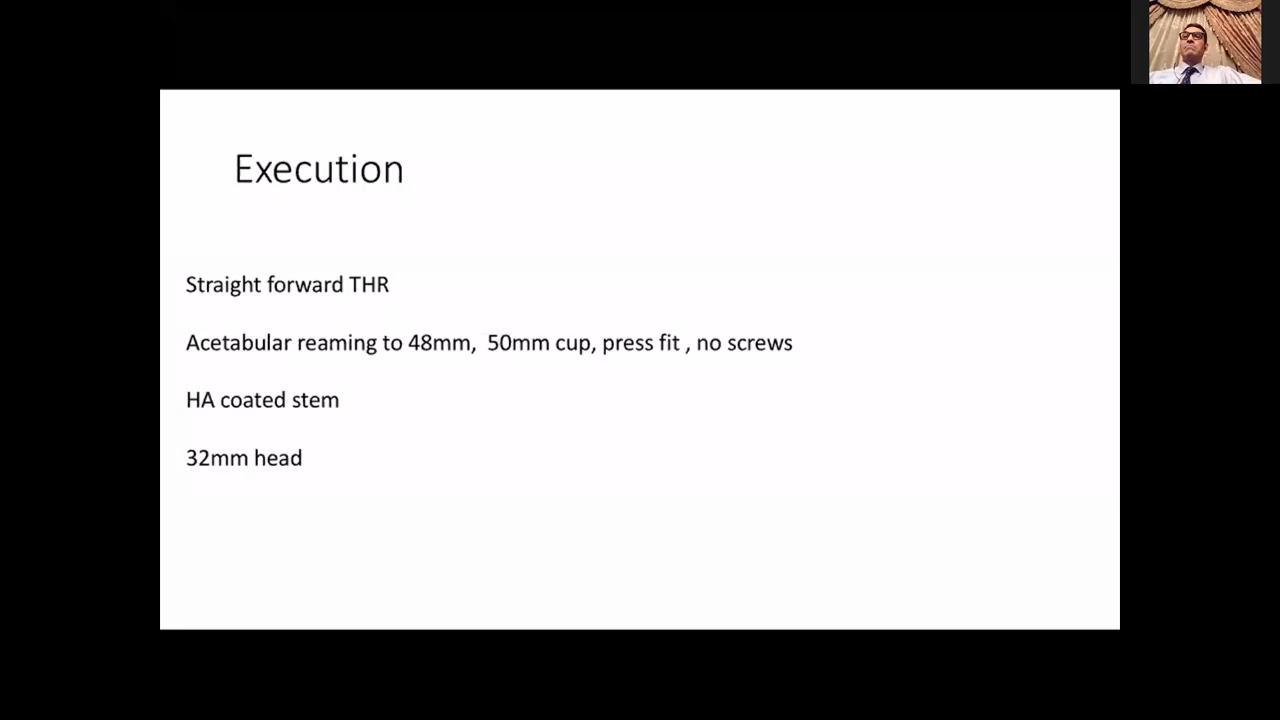 Execution
Straight forward THR
Acetabular reaming to 48mm,  50mm cup, press fit , no screws
HA coated stem
32mm head